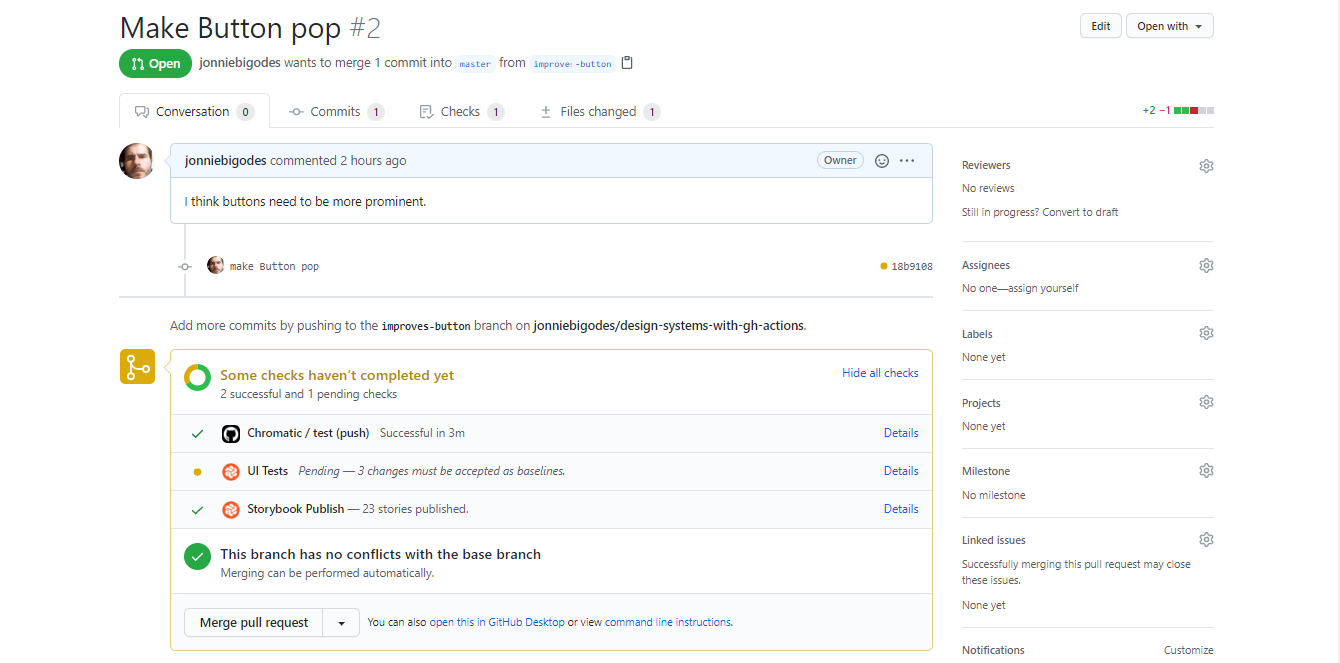 Make Button pop #2
Edit
Open with
Open
jonniebigodes wants to merge 1 commit into master from improve -button
Conversation 0
Commits 1
Checks 1
Files changed 1
+2 −1
jonniebigodes commented 2 hours ago
Owner
I think buttons need to be more prominent.
make Button pop
18b9108
Add more commits by pushing to the improves-button branch on jonniebigodes/design-systems-with-gh-actions.
Some checks haven’t completed yet
Hide all checks
2 successful and 1 pending checks
Chromatic / test (push) Successful in 3m
Details
UI Tests Pending — 3 changes must be accepted as baselines.
Details
Storybook Publish — 23 stories published.
Details
This branch has no conflicts with the base branch
Merging can be performed automatically.
Merge pull request
You can also open this in GitHub Desktop or view command line instructions.
Reviewers
No reviews
Still in progress? Convert to draft
Assignees
No one—assign yourself
Labels
None yet
Projects
None yet
Milestone
No milestone
Linked issues
Successfully merging this pull request may close
these issues.
None yet
Notifications
Customize